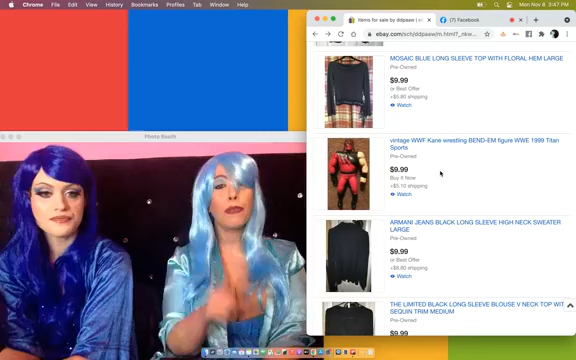 Chrome File Edit View History Bookmarks Profiles Tab Window Help
Mon Nov 8 3:47 PM
Items for sale by ddpaew
(7) Facebook
ebay.com/sch/ddpaew/m.html?_nkw...
Photo Booth
MOSAIC BLUE LONG SLEEVE TOP WITH FLORAL HEM LARGE
Pre-Owned
$9.99
or Best Offer
+$5.80 shipping
Watch
vintage WWF Kane wrestling BEND-EM figure WWE 1999 Titan
Sports
Pre-Owned
$9.99
Buy It Now
+$5.10 shipping
Watch
ARMANI JEANS BLACK LONG SLEEVE HIGH NECK SWEATER
LARGE
Pre-Owned
$9.99
or Best Offer
+$8.80 shipping
Watch
THE LIMITED BLACK LONG SLEEVE BLOUSE V NECK TOP WIT
SEQUIN TRIM MEDIUM
Pre-Owned
$9.99